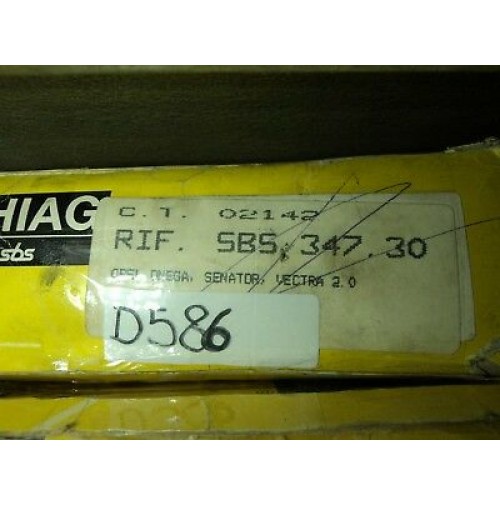 HIAG
sbs
C.T. 02142
RIF. SBS, 347.30
OPEL OMEGA, SENATOR, VECTRA 2.0
D586